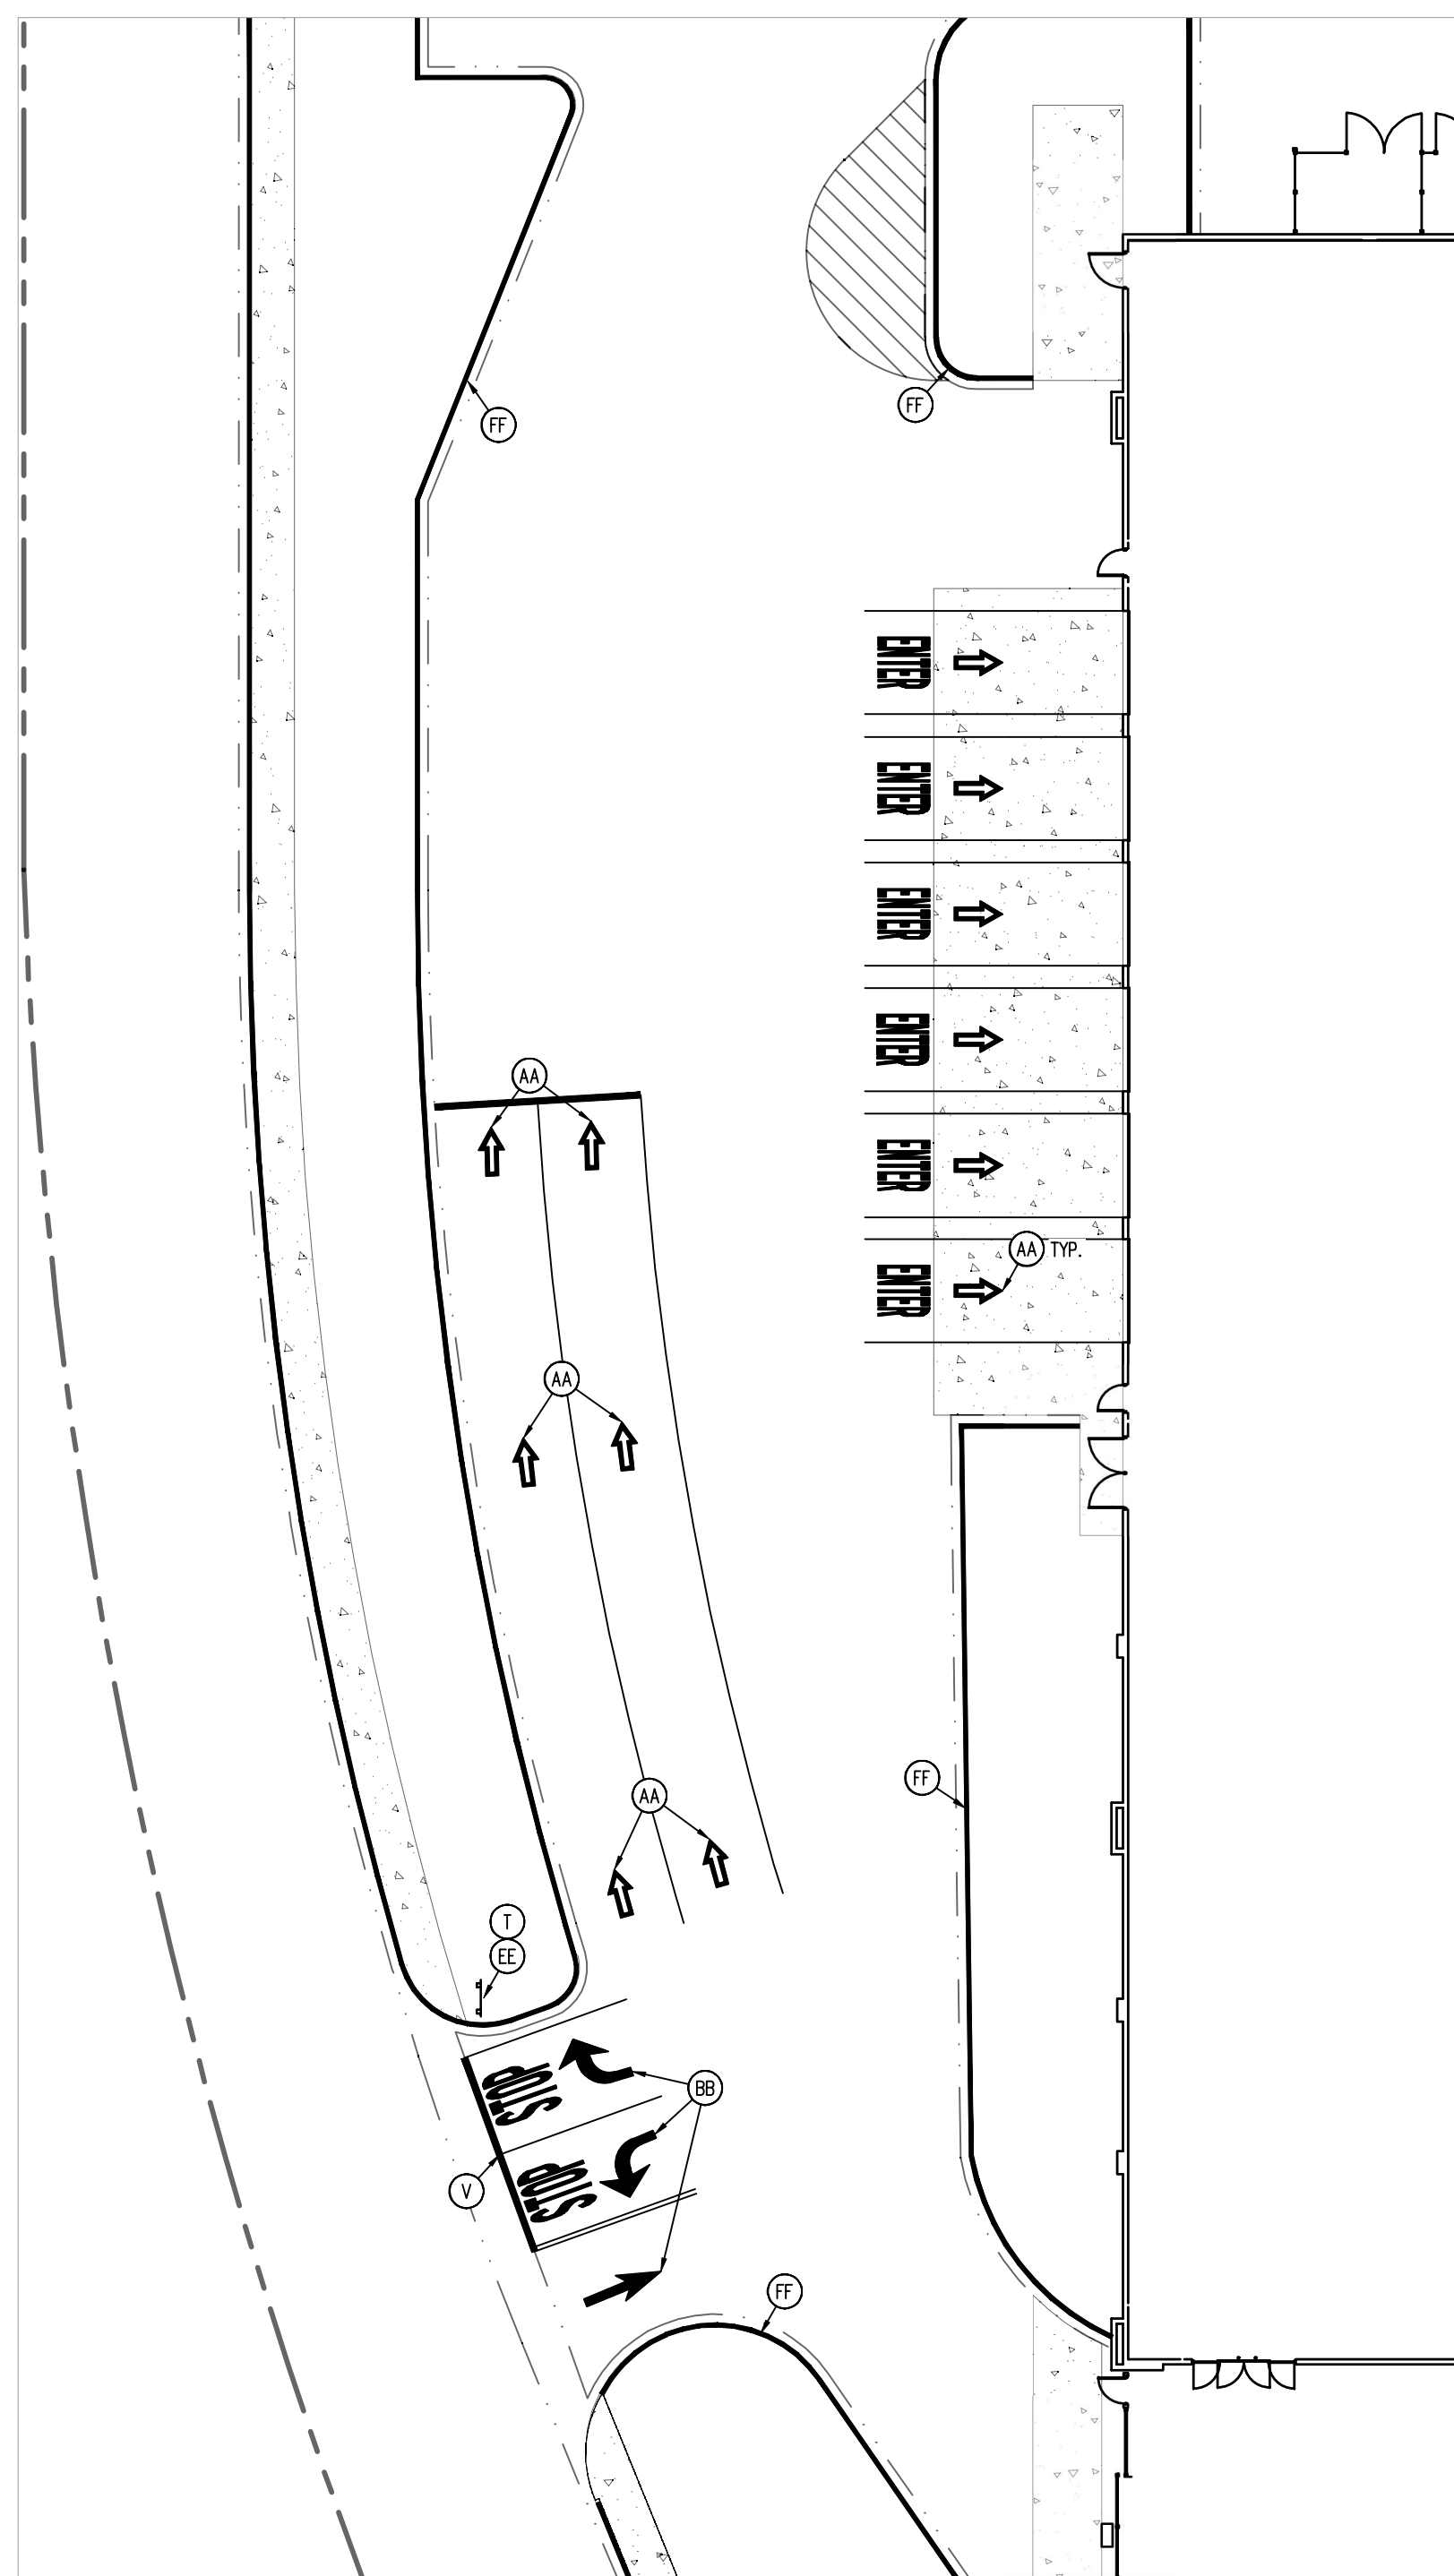 FF
FF
ENTER
ENTER
ENTER
ENTER
AA
ENTER
AA TYP.
ENTER
AA
FF
AA
T
EE
STOP
BB
STOP
V
FF